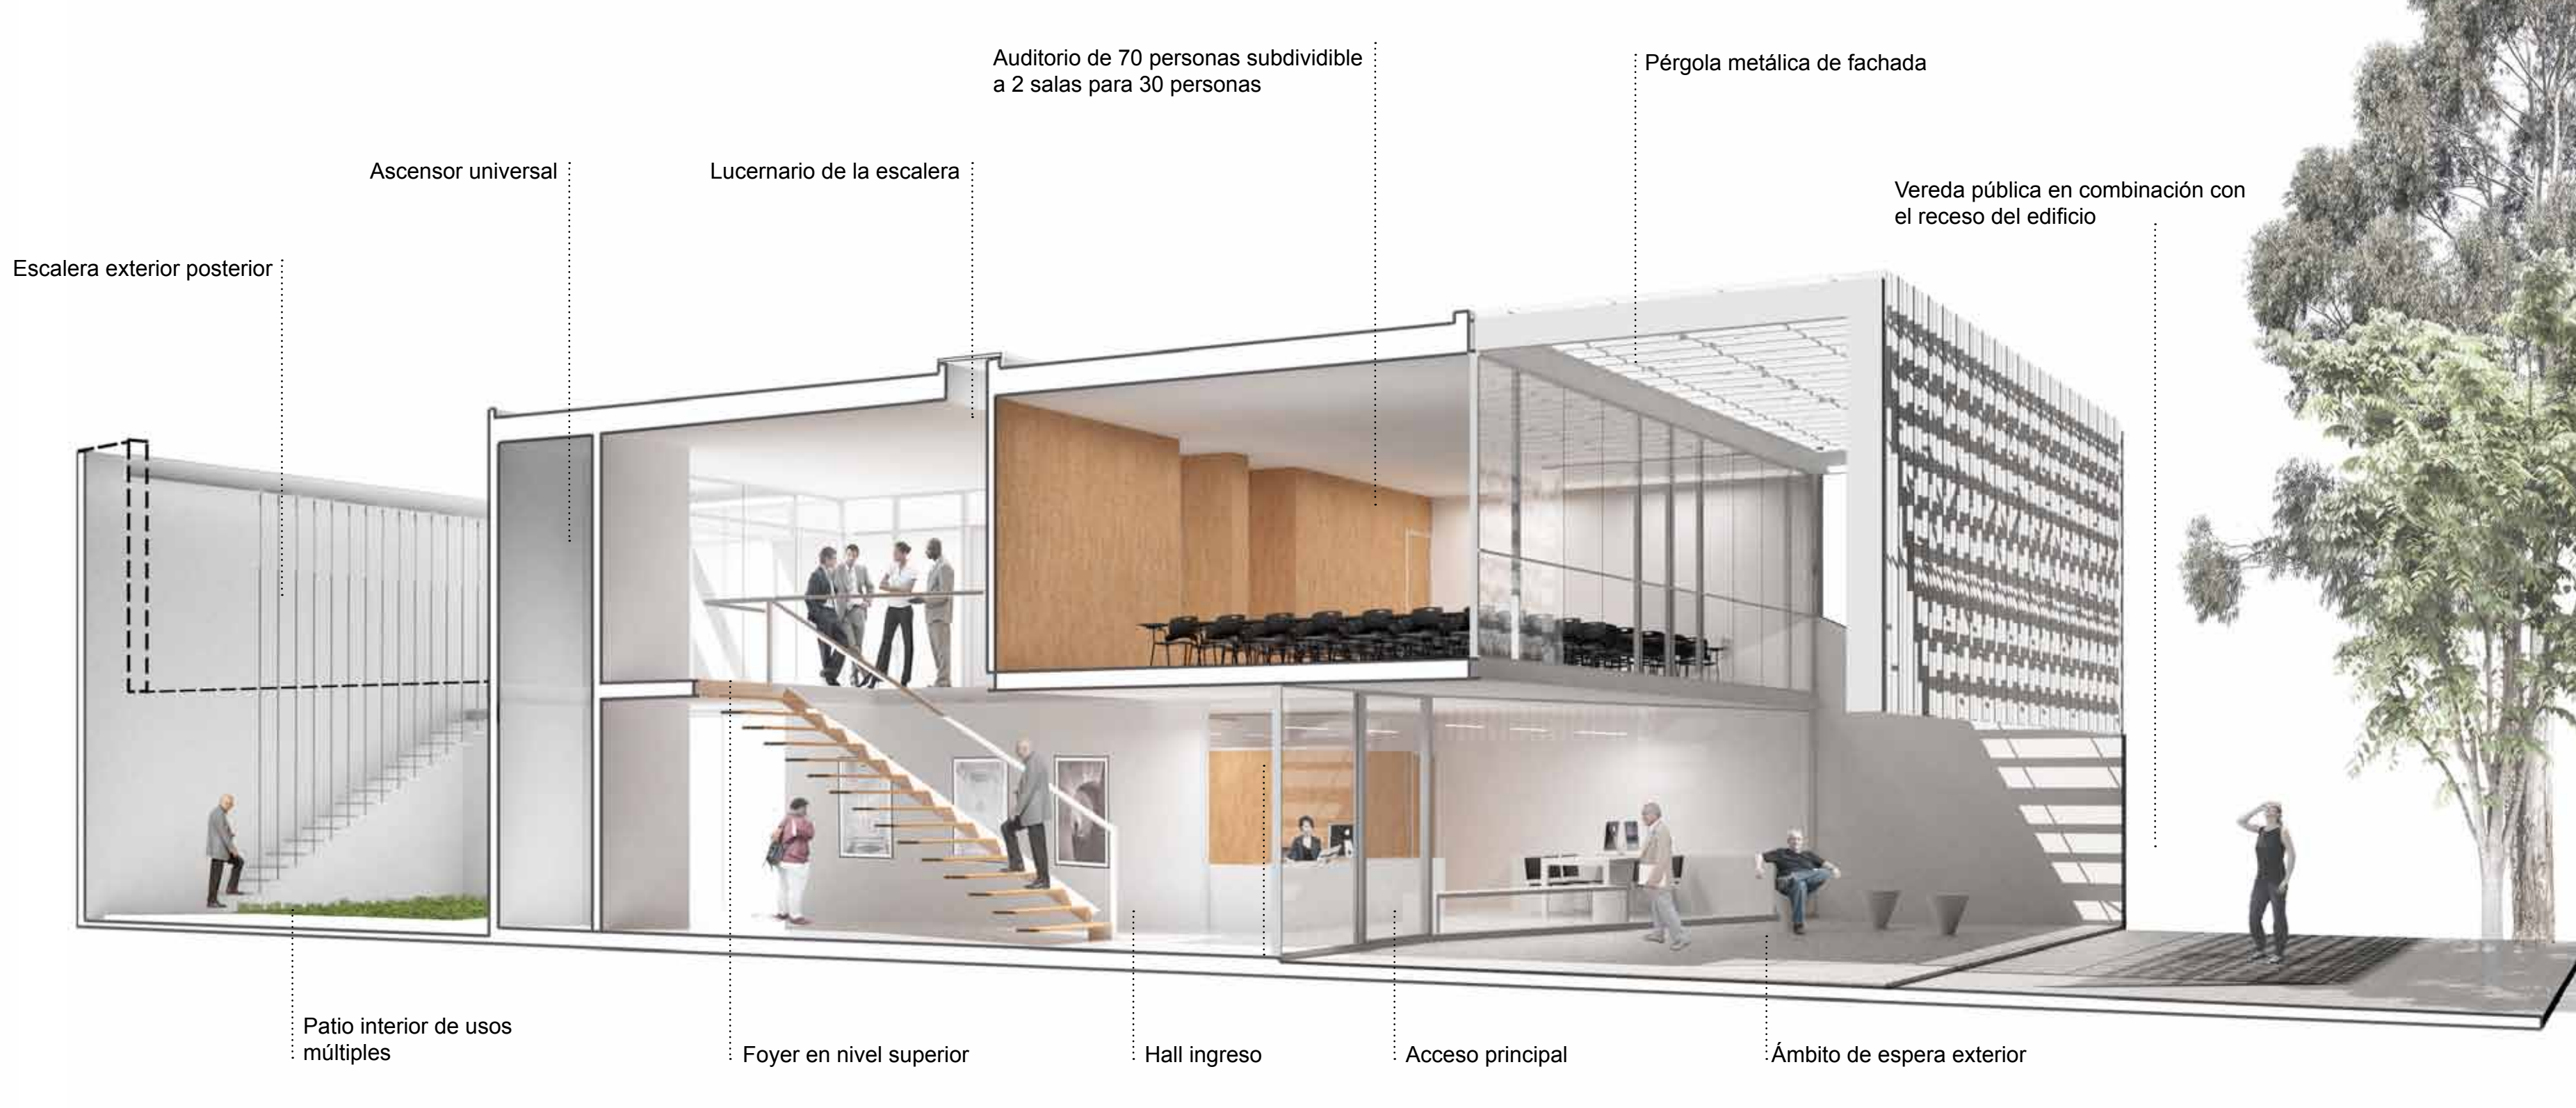 Auditorio de 70 personas subdividible
a 2 salas para 30 personas
Pérgola metálica de fachada
Ascensor universal
Lucernario de la escalera
Vereda pública en combinación con
el receso del edificio
Escalera exterior posterior
Patio interior de usos
múltiples
Foyer en nivel superior
Hall ingreso
Acceso principal
Ámbito de espera exterior